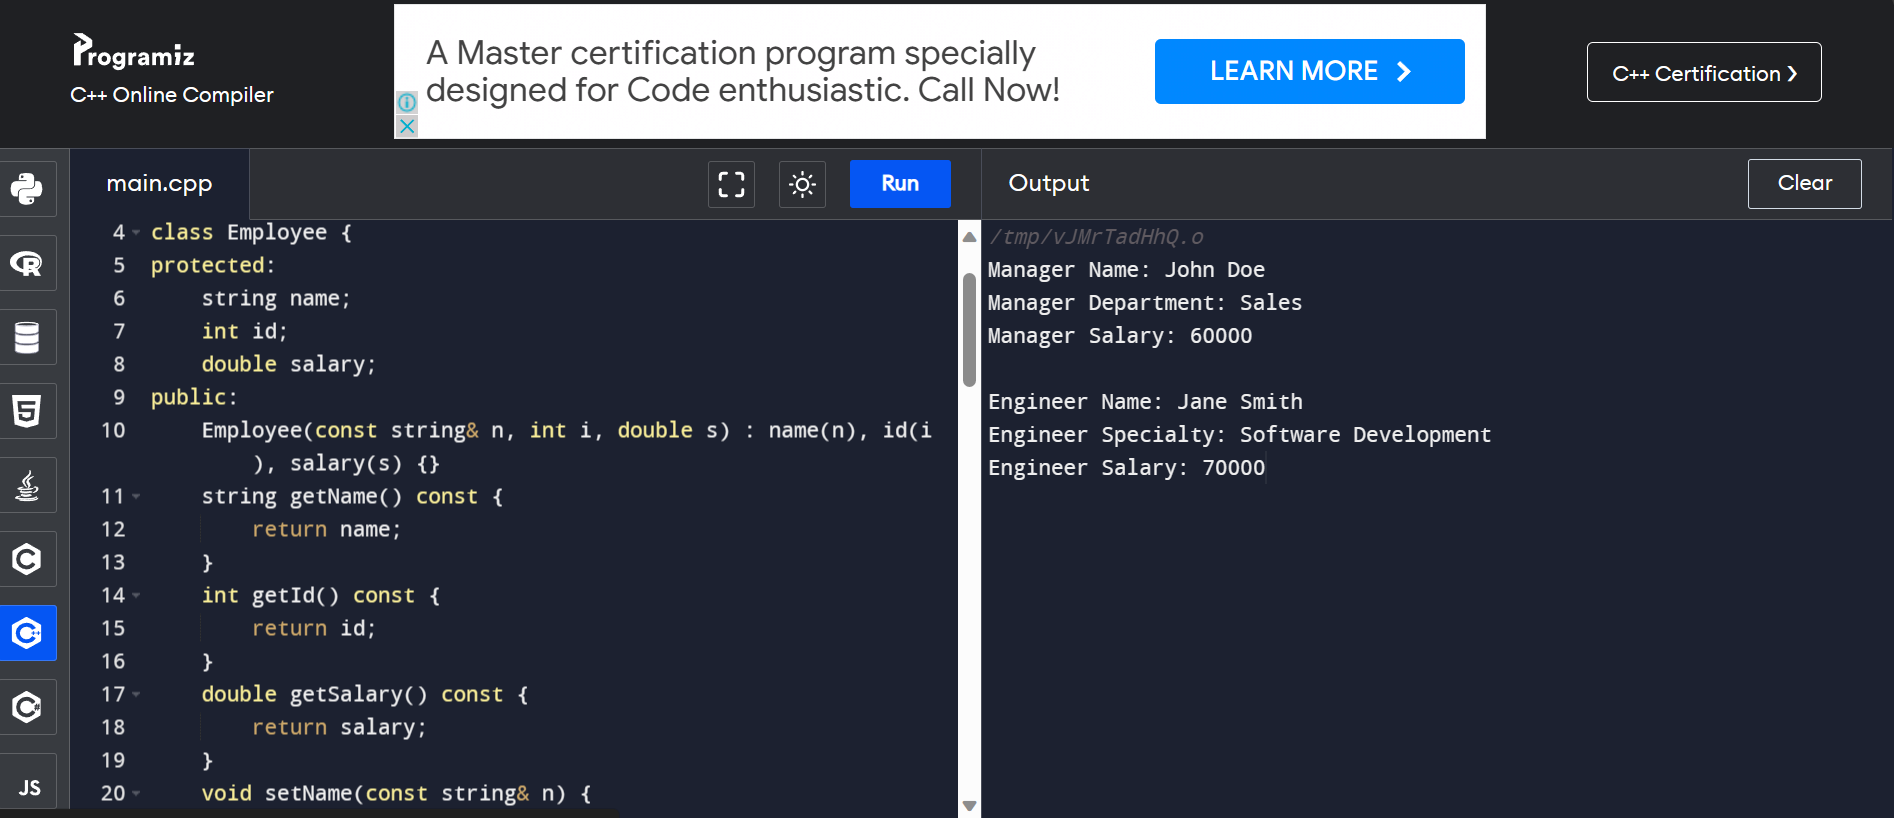 Programiz
C++ Online Compiler
A Master certification program specially
designed for Code enthusiastic. Call Now!
LEARN MORE
C++ Certification
main.cpp
Run
Output
Clear
4 class Employee {
5 protected:
6 string name;
7 int id;
8 double salary;
9 public:
10 Employee(const string& n, int i, double s) : name(n), id(i
), salary(s) {}
11 string getName() const {
12 return name;
13 }
14 int getId() const {
15 return id;
16 }
17 double getSalary() const {
18 return salary;
19 }
20 void setName(const string& n) {
/tmp/vJMrTadHhQ.o
Manager Name: John Doe
Manager Department: Sales
Manager Salary: 60000
Engineer Name: Jane Smith
Engineer Specialty: Software Development
Engineer Salary: 70000
R
5
C
C++
C#
JS